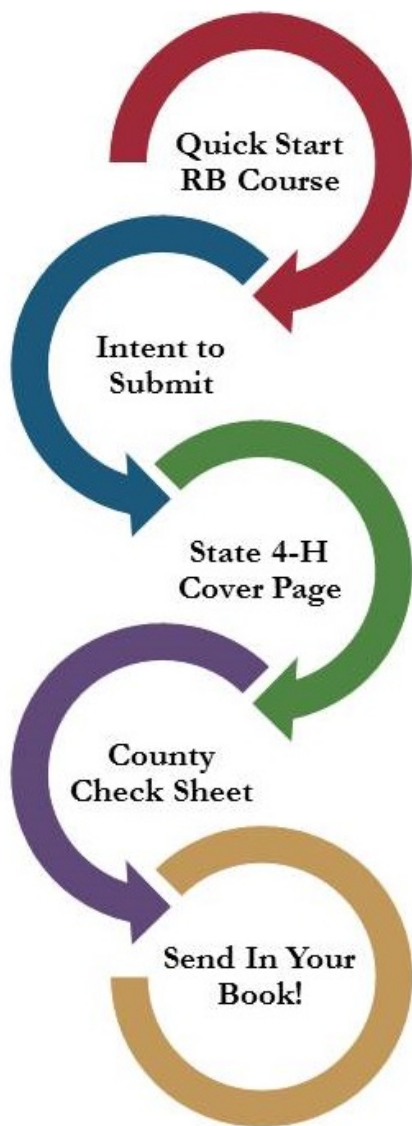 Quick Start
RB Course
Intent to
Submit
State 4-H
Cover Page
County
Check Sheet
Send In Your
Book!